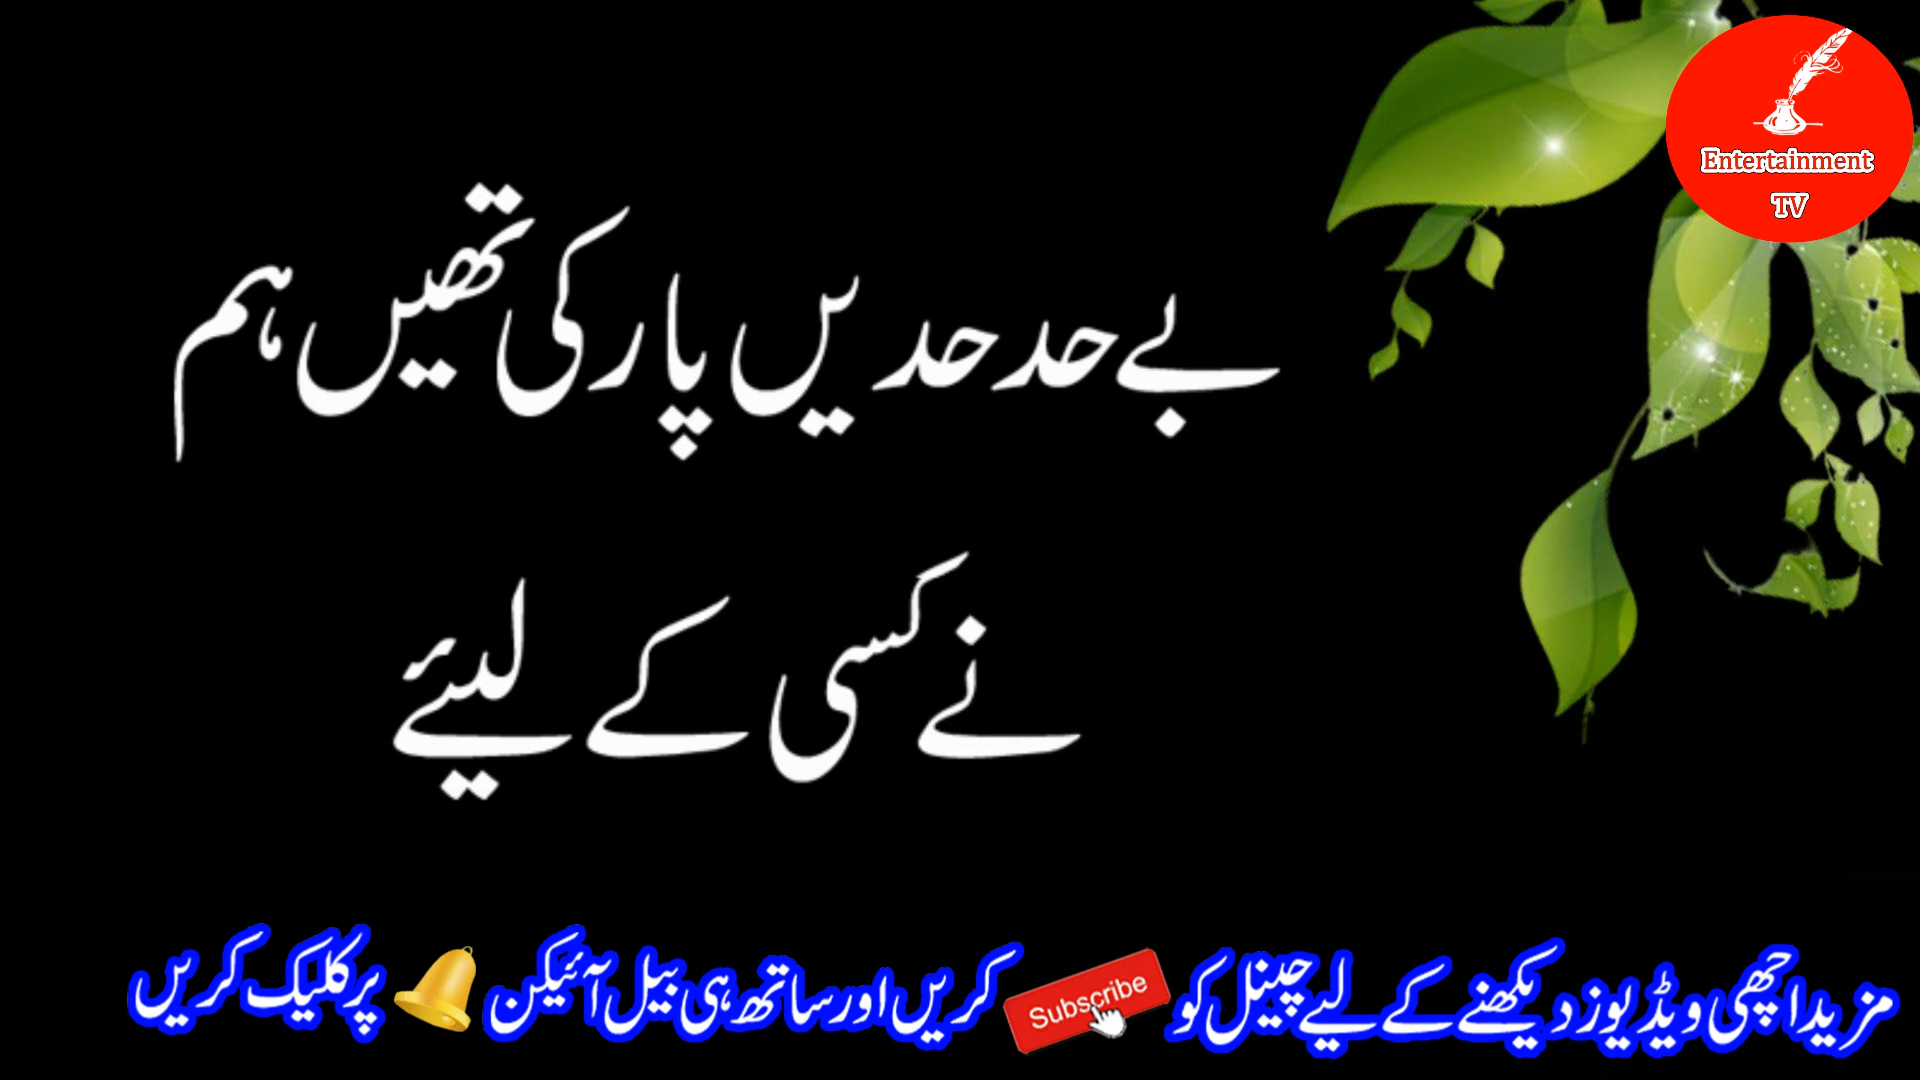 Entertainment
TV
بے حد حدیں پار کی تھیں ہم
نے کسی کے لیئے
مزید اچھی ویڈیوز دیکھنے کے لیے چینل کو Subscribe کریں اور ساتھ ہی بیل آئیکن پر کلیک کریں